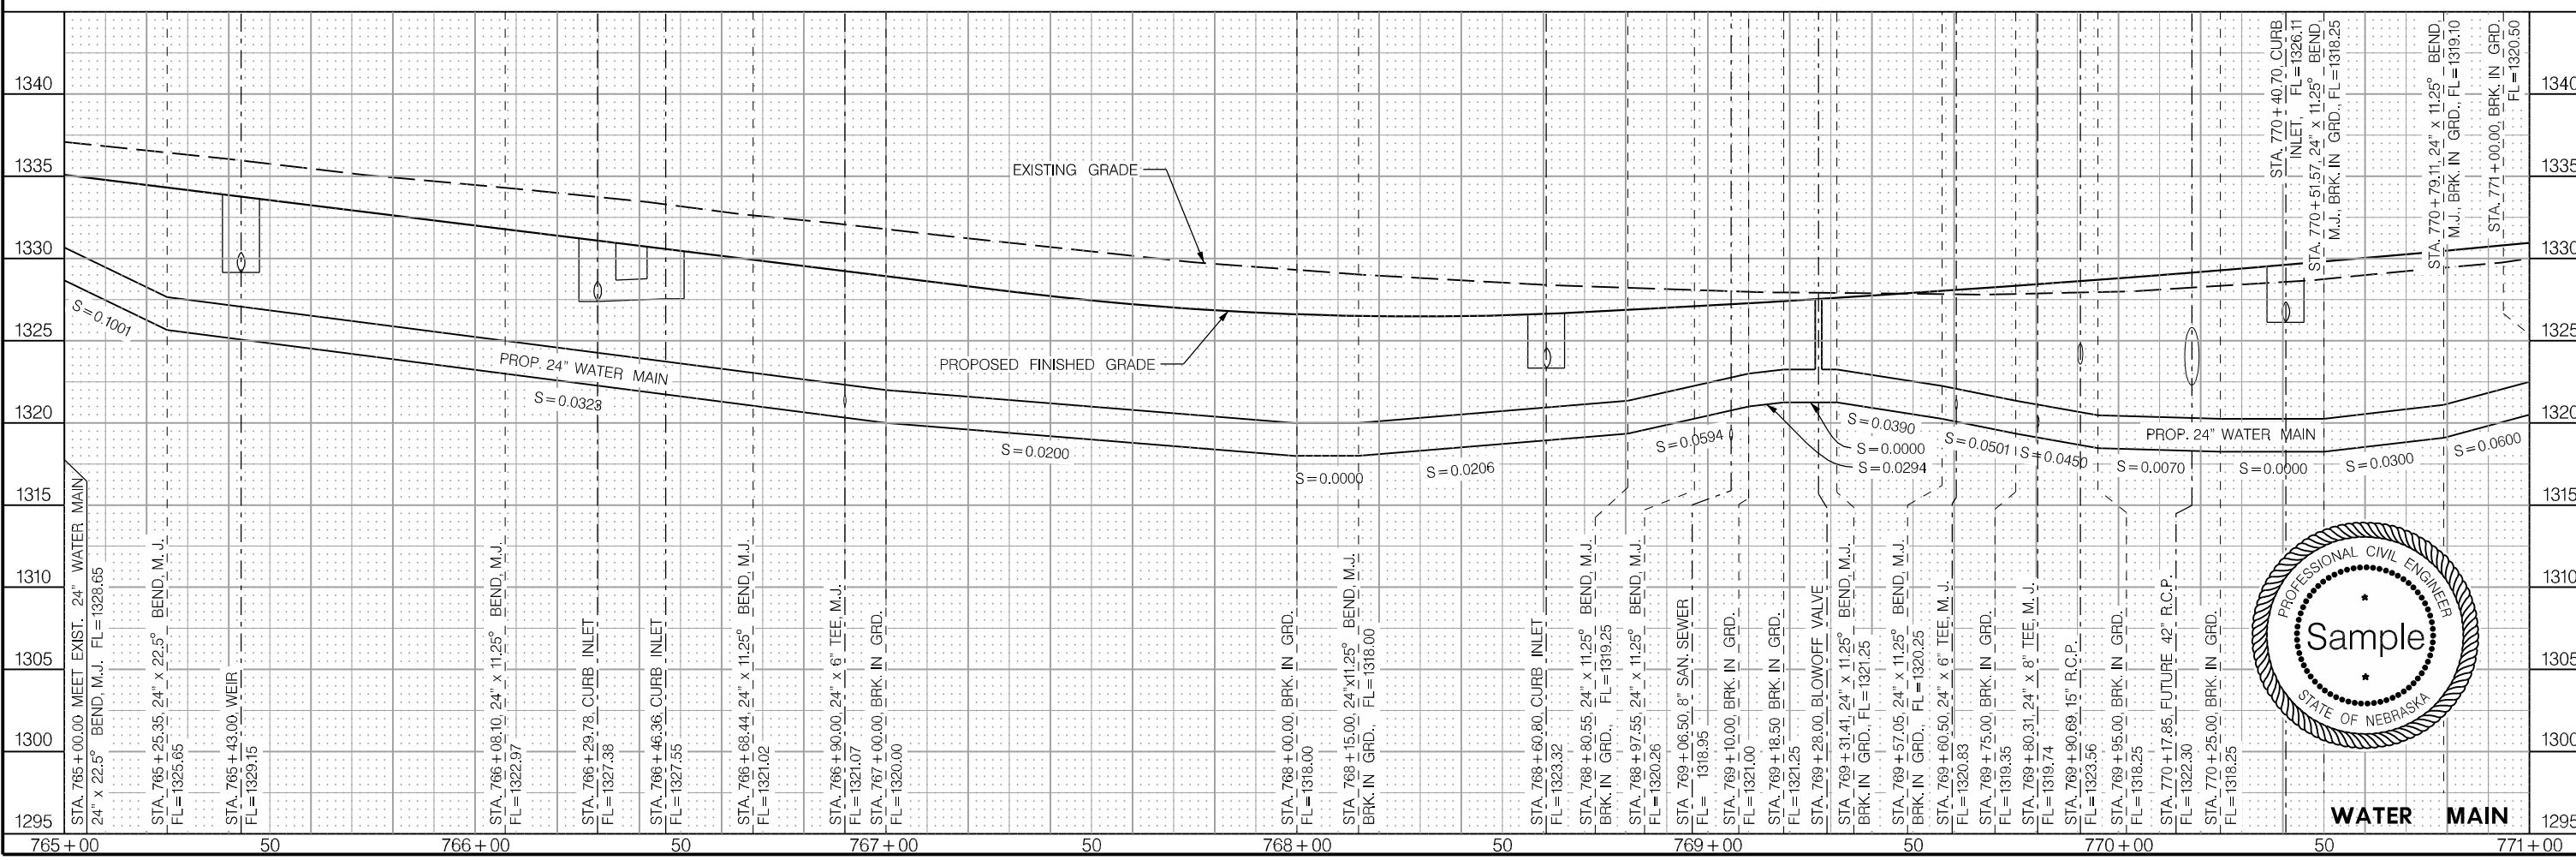 1340
1335
1330
1325
1320
1315
1310
1305
1300
1295
1340
1335
1330
1325
1320
1315
1310
1305
1300
1295
EXISTING GRADE
PROPOSED FINISHED GRADE
PROP. 24" WATER MAIN
PROP. 24" WATER MAIN
S=0.1001
S=0.0323
S=0.0200
S=0.0000
S=0.0206
S=0.0594
S=0.0390
S=0.0000
S=0.0294
S=0.0501
S=0.0450
S=0.0070
S=0.0000
S=0.0300
S=0.0600
STA. 765+00.00 MEET EXIST. 24" WATER MAIN
24" x 22.5° BEND, M.J. FL=1328.65
STA. 765+25.35, 24" x 22.5° BEND, M. J.
FL=1325.65
STA. 765+43.00, WEIR
FL=1329.15
STA. 766+08.10, 24" x 11.25° BEND, M.J.
FL=1322.97
STA. 766+29.78, CURB INLET
FL=1327.38
STA. 766+46.36, CURB INLET
FL=1327.55
STA. 766+68.44, 24" x 11.25° BEND, M.J.
FL=1321.02
STA. 766+90.00, 24" x 6" TEE, M.J.
FL=1321.07
STA. 767+00.00, BRK. IN GRD.
FL=1320.00
STA. 768+00.00, BRK. IN GRD.
FL=1318.00
STA. 768+15.00, 24"x11.25° BEND, M.J.
BRK. IN GRD., FL=1318.00
STA. 768+60.80, CURB INLET
FL=1323.32
STA. 768+80.55, 24" x 11.25° BEND, M.J.
BRK. IN GRD., FL=1319.25
STA. 768+97.55, 24" x 11.25° BEND, M.J.
FL=1320.26
STA. 769+06.50, 8" SAN. SEWER
FL= 1318.95
STA. 769+10.00, BRK. IN GRD.
FL=1321.00
STA. 769+18.50 BRK. IN GRD.
FL=1321.25
STA. 769+28.00, BLOWOFF VALVE
STA. 769+31.41, 24" x 11.25° BEND, M.J.
BRK. IN GRD. FL=1321.25
STA. 769+57.05, 24" x 11.25° BEND, M.J.
BRK. IN GRD., FL=1320.25
STA. 769+60.50, 24" x 6" TEE, M. J.
FL=1320.83
STA. 769+75.00, BRK. IN GRD.
FL=1319.35
STA. 769+80.31, 24" x 8" TEE, M. J.
FL=1319.74
STA. 769+90.69, 15" R.C.P.
FL=1323.56
STA. 769+95.00, BRK. IN GRD.
FL=1318.25
STA. 770+17.85, FUTURE 42" R.C.P.
FL=1322.30
STA. 770+25.00, BRK. IN GRD.
FL=1318.25
STA. 770+40.70, CURB
INLET, FL=1326.11
STA. 770+51.57, 24" x 11.25° BEND,
M.J., BRK. IN GRD., FL=1318.25
STA. 770+79.11, 24" x 11.25° BEND,
M.J., BRK. IN GRD., FL=1319.10
STA. 771+00.00, BRK. IN GRD.
FL=1320.50
PROFESSIONAL CIVIL ENGINEER
Sample
STATE OF NEBRASKA
WATER MAIN
765+00 50 766+00 50 767+00 50 768+00 50 769+00 50 770+00 50 771+00